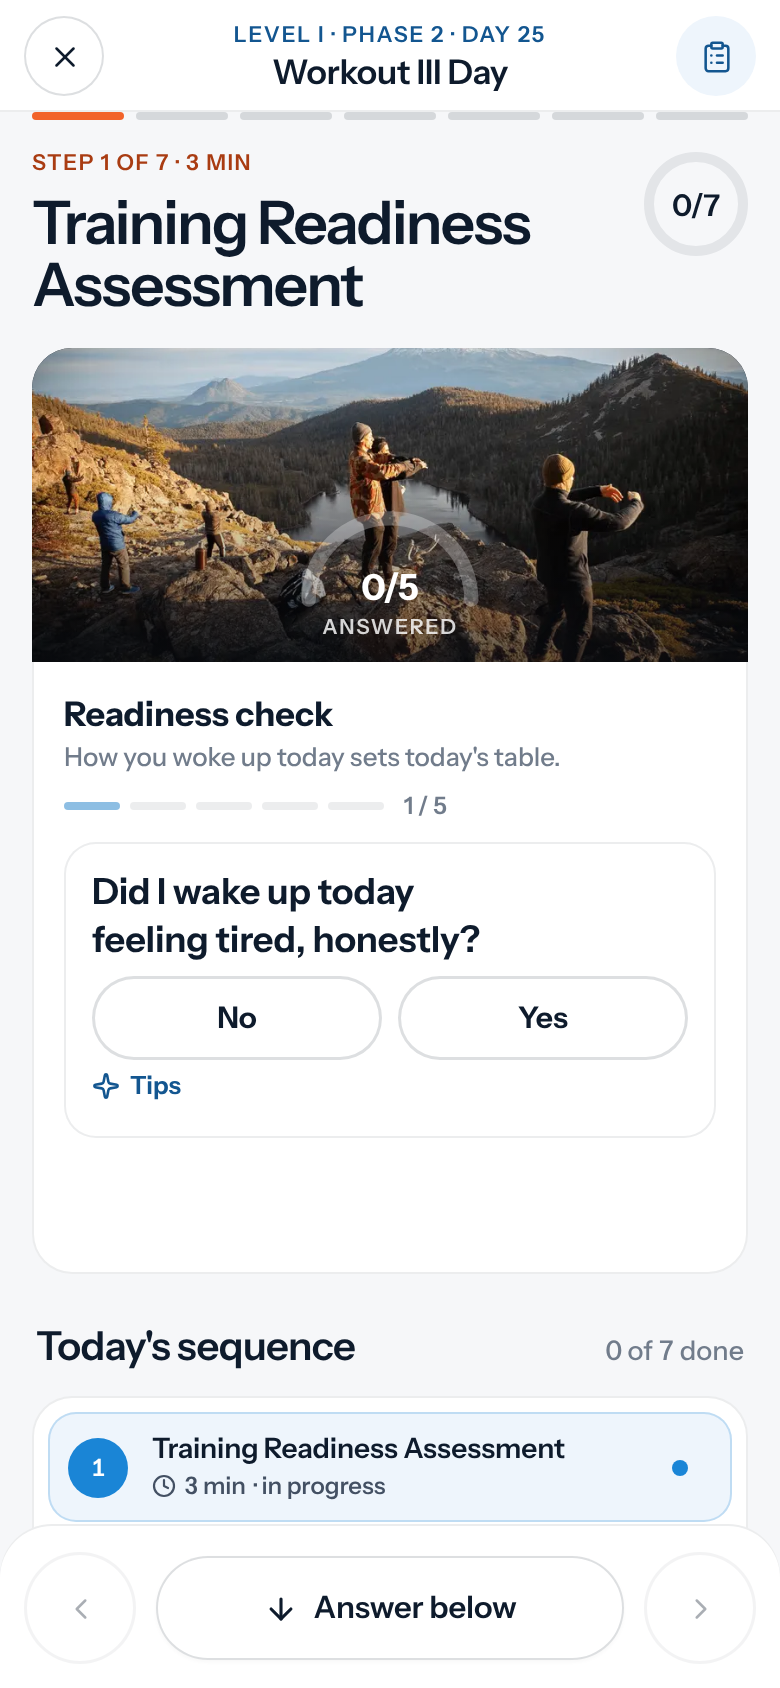 LEVEL I · PHASE 2 · DAY 25
Workout III Day
STEP 1 OF 7 · 3 MIN
Training Readiness
Assessment
0/7
0/5
ANSWERED
Readiness check
How you woke up today sets today's table.
1 / 5
Did I wake up today
feeling tired, honestly?
No
Yes
Tips
Today's sequence
0 of 7 done
1
Training Readiness Assessment
3 min · in progress
Answer below